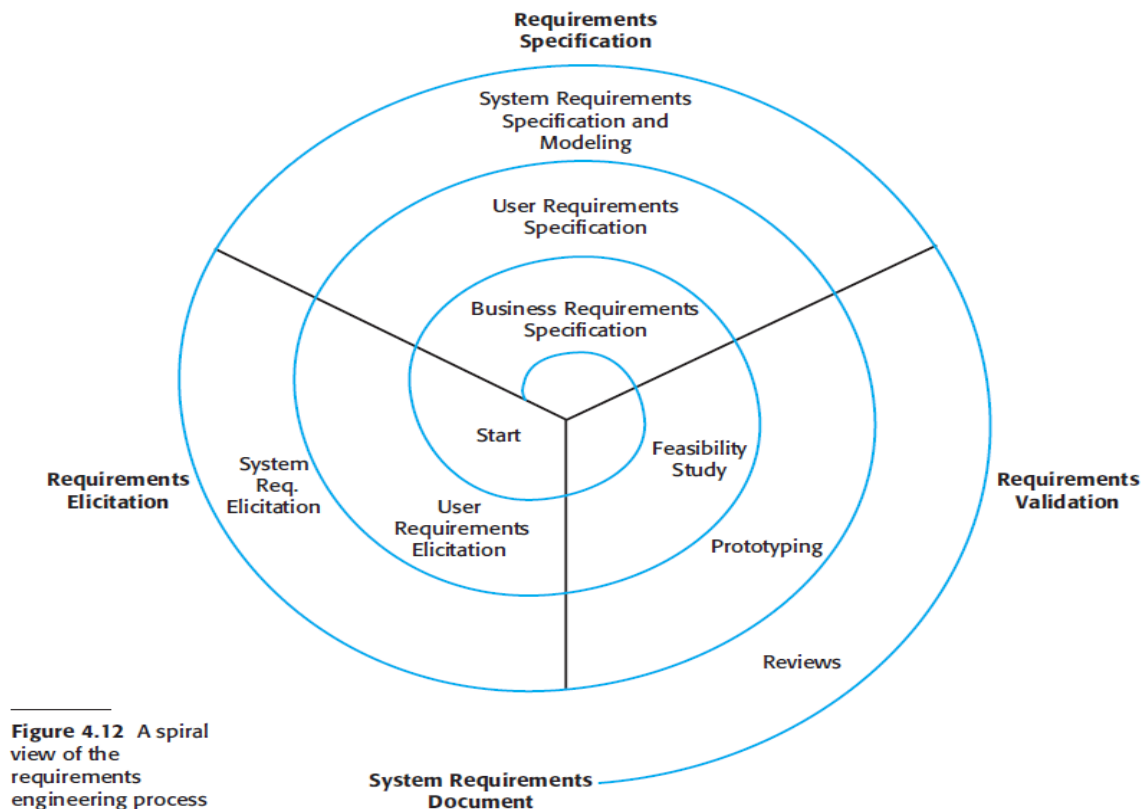 Requirements
Specification
System Requirements
Specification and
Modeling
User Requirements
Specification
Business Requirements
Specification
Start
Feasibility
Study
Requirements
Elicitation
System
Req.
Elicitation
User
Requirements
Elicitation
Requirements
Validation
Prototyping
Reviews
Figure 4.12 A spiral
view of the
requirements
engineering process
System Requirements
Document